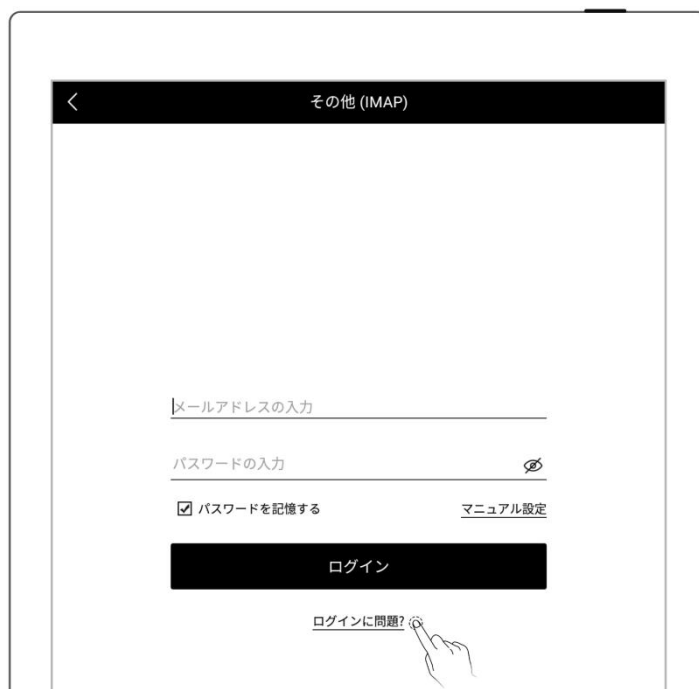 その他 (IMAP)
メールアドレスの入力
パスワードの入力
パスワードを記憶する マニュアル設定
ログイン
ログインに問題?